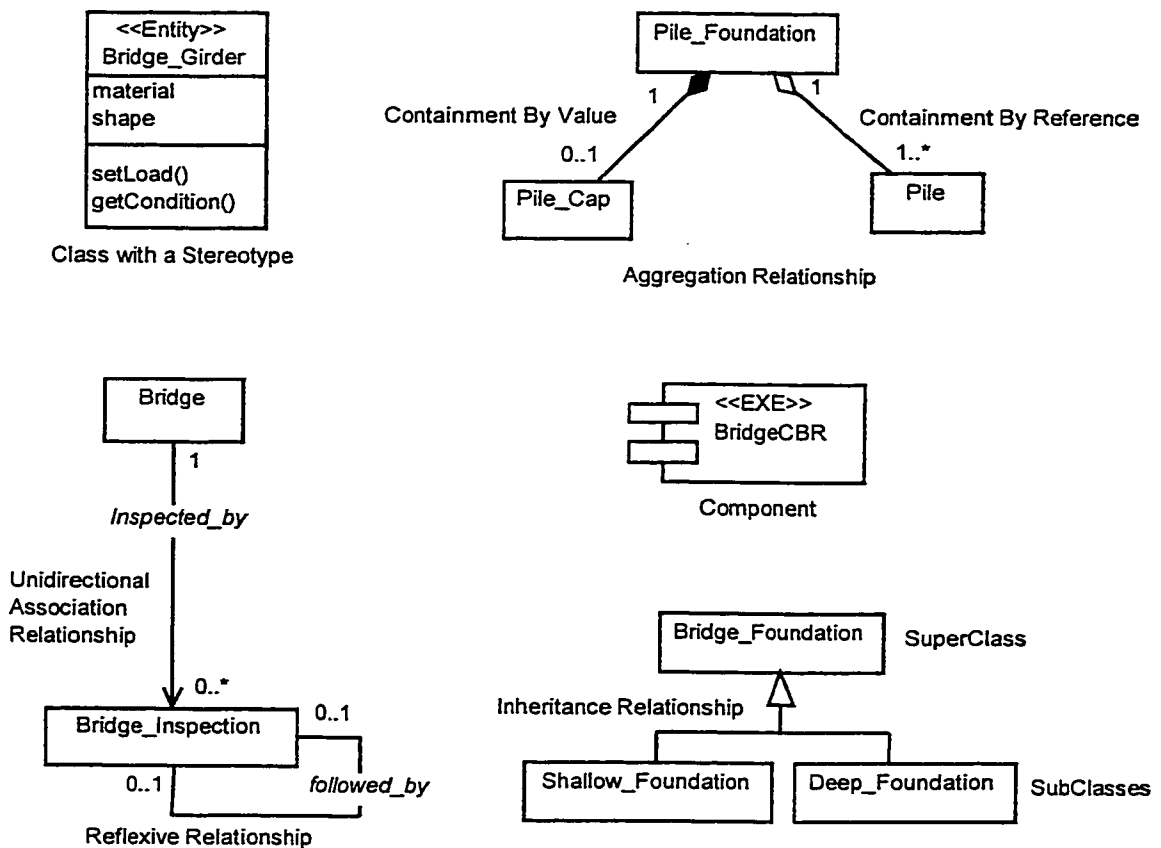 <<Entity>>
Bridge_Girder
material
shape
setLoad()
getCondition()
Class with a Stereotype
Pile_Foundation
1
1
Containment By Value
Containment By Reference
0..1
1..*
Pile_Cap
Pile
Aggregation Relationship
Bridge
1
Inspected_by
Unidirectional
Association
Relationship
0..*
Bridge_Inspection
0..1
0..1
followed_by
Reflexive Relationship
<<EXE>>
BridgeCBR
Component
Bridge_Foundation
SuperClass
Inheritance Relationship
Shallow_Foundation
Deep_Foundation
SubClasses